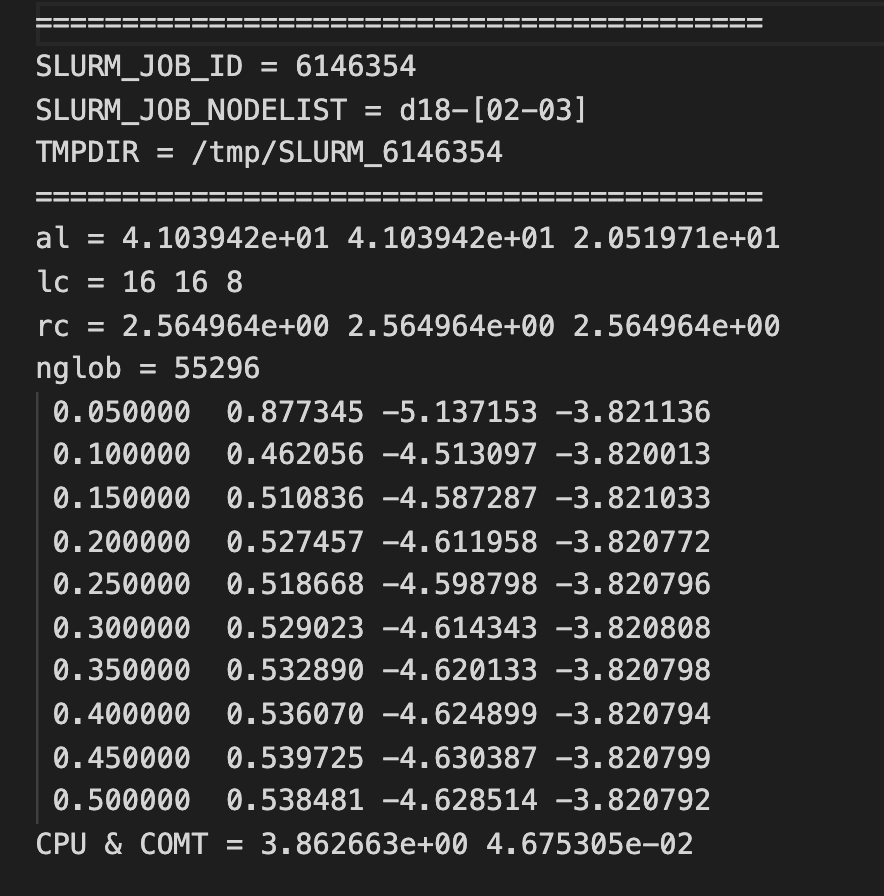 ==========================================
SLURM_JOB_ID = 6146354
SLURM_JOB_NODELIST = d18-[02-03]
TMPDIR = /tmp/SLURM_6146354
==========================================
al = 4.103942e+01 4.103942e+01 2.051971e+01
lc = 16 16 8
rc = 2.564964e+00 2.564964e+00 2.564964e+00
nglob = 55296
 0.050000  0.877345 -5.137153 -3.821136
 0.100000  0.462056 -4.513097 -3.820013
 0.150000  0.510836 -4.587287 -3.821033
 0.200000  0.527457 -4.611958 -3.820772
 0.250000  0.518668 -4.598798 -3.820796
 0.300000  0.529023 -4.614343 -3.820808
 0.350000  0.532890 -4.620133 -3.820798
 0.400000  0.536070 -4.624899 -3.820794
 0.450000  0.539725 -4.630387 -3.820799
 0.500000  0.538481 -4.628514 -3.820792
CPU & COMT = 3.862663e+00 4.675305e-02